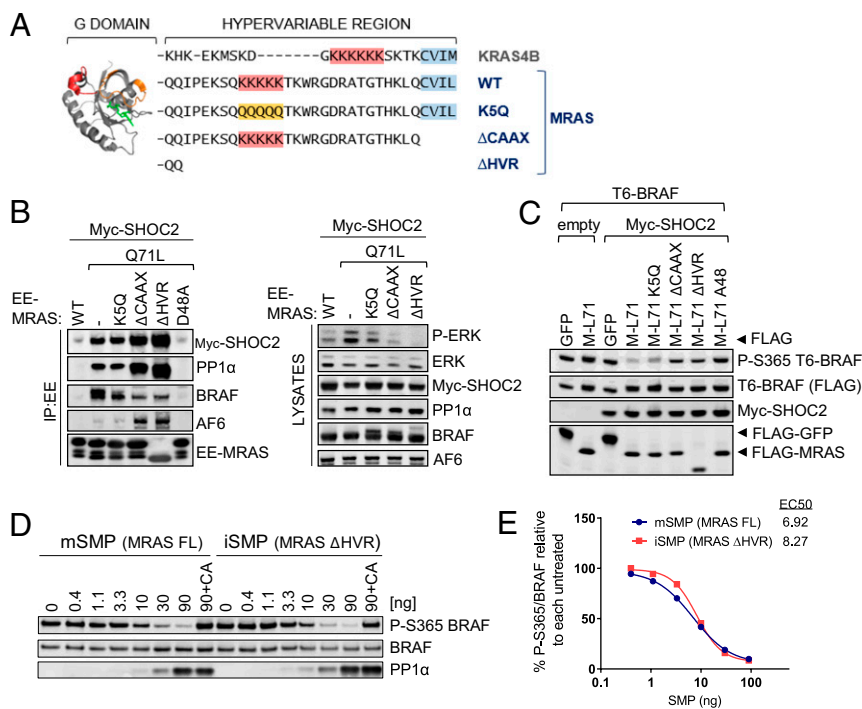 A
G DOMAIN
HYPERVARIABLE REGION
-KHK-EKMSKD-------GKKKKKKSKTKCVIM KRAS4B
-QQIPEKSQKKKKKTKWRGDRATGTHKLQCVIL WT
-QQIPEKSQQQQQQTKWRGDRATGTHKLQCVIL K5Q
-QQIPEKSQKKKKKTKWRGDRATGTHKLQ ΔCAAX
-QQ ΔHVR
MRAS
B
Myc-SHOC2
Q71L
EE-MRAS: WT - K5Q ΔCAAX ΔHVR D48A
IP:EE
Myc-SHOC2
PP1α
BRAF
AF6
EE-MRAS
Myc-SHOC2
Q71L
EE-MRAS: WT - K5Q ΔCAAX ΔHVR
LYSATES
P-ERK
ERK
Myc-SHOC2
PP1α
BRAF
AF6
C
T6-BRAF
empty Myc-SHOC2
GFP M-L71 GFP M-L71 M-L71 K5Q M-L71 ΔCAAX M-L71 ΔHVR M-L71 A48
◄ FLAG
P-S365 T6-BRAF
T6-BRAF (FLAG)
Myc-SHOC2
◄ FLAG-GFP
◄ FLAG-MRAS
D
mSMP (MRAS FL) iSMP (MRAS ΔHVR)
0 0.4 1.1 3.3 10 30 90 90+CA 0 0.4 1.1 3.3 10 30 90 90+CA [ng]
P-S365 BRAF
BRAF
PP1α
E
EC50
mSMP (MRAS FL) 6.92
iSMP (MRAS ΔHVR) 8.27
% P-S365/BRAF relative
to each untreated
150
100
50
0
0.1 1 10 100
SMP (ng)